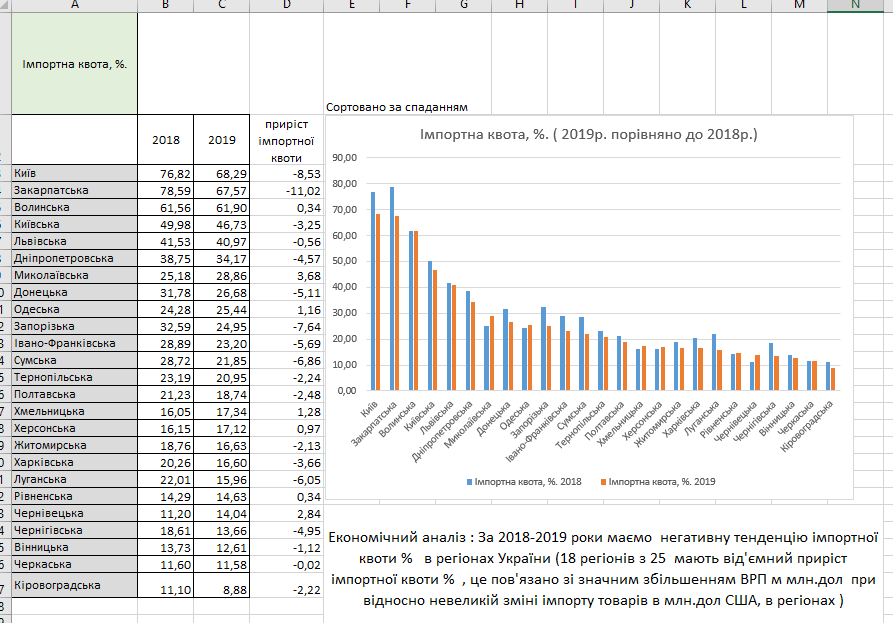 A B C D E F G H I J K L M N
Імпортна квота, %.
Сортовано за спаданням
2018 2019 приріст імпортної квоти
Київ 76,82 68,29 -8,53
Закарпатська 78,59 67,57 -11,02
Волинська 61,56 61,90 0,34
Київська 49,98 46,73 -3,25
Львівська 41,53 40,97 -0,56
Дніпропетровська 38,75 34,17 -4,57
Миколаївська 25,18 28,86 3,68
Донецька 31,78 26,68 -5,11
Одеська 24,28 25,44 1,16
Запорізька 32,59 24,95 -7,64
Івано-Франківська 28,89 23,20 -5,69
Сумська 28,72 21,85 -6,86
Тернопільська 23,19 20,95 -2,24
Полтавська 21,23 18,74 -2,48
Хмельницька 16,05 17,34 1,28
Херсонська 16,15 17,12 0,97
Житомирська 18,76 16,63 -2,13
Харківська 20,26 16,60 -3,66
Луганська 22,01 15,96 -6,05
Рівненська 14,29 14,63 0,34
Чернівецька 11,20 14,04 2,84
Чернігівська 18,61 13,66 -4,95
Вінницька 13,73 12,61 -1,12
Черкаська 11,60 11,58 -0,02
Кіровоградська 11,10 8,88 -2,22
Імпортна квота, %. ( 2019р. порівняно до 2018р.)
90,00
80,00
70,00
60,00
50,00
40,00
30,00
20,00
10,00
0,00
Київ
Закарпатська
Волинська
Київська
Львівська
Дніпропетровська
Миколаївська
Донецька
Одеська
Запорізька
Івано-Франківська
Сумська
Тернопільська
Полтавська
Хмельницька
Херсонська
Житомирська
Харківська
Луганська
Рівненська
Чернівецька
Чернігівська
Вінницька
Черкаська
Кіровоградська
Імпортна квота, %. 2018 Імпортна квота, %. 2019
Економічний аналіз : За 2018-2019 роки маємо негативну тенденцію імпортної
квоти % в регіонах України (18 регіонів з 25 мають від'ємний приріст
імпортної квоти % , це пов'язано зі значним збільшенням ВРП м млн.дол при
відносно невеликій зміні імпорту товарів в млн.дол США, в регіонах )